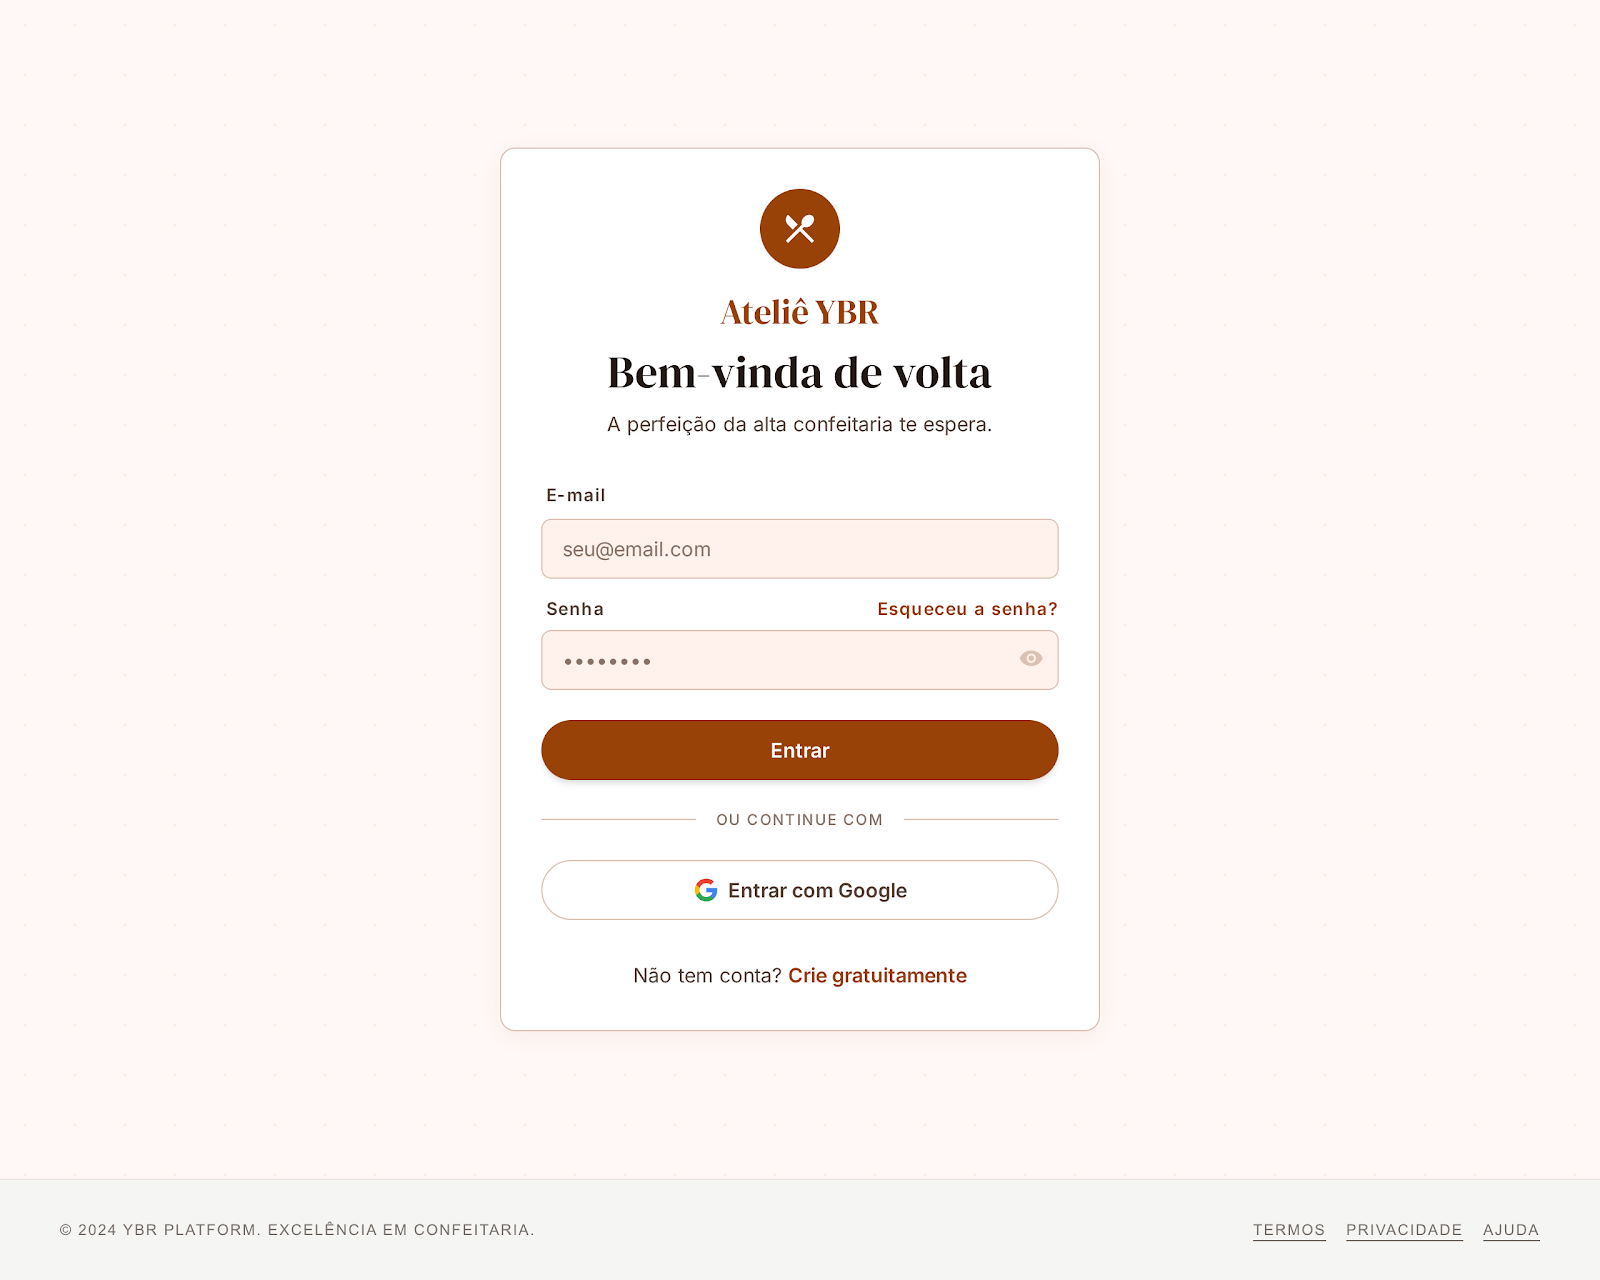 Ateliê YBR
Bem-vinda de volta
A perfeição da alta confeitaria te espera.
E-mail
seu@email.com
Senha Esqueceu a senha?
••••••••
Entrar
OU CONTINUE COM
Entrar com Google
Não tem conta? Crie gratuitamente
© 2024 YBR PLATFORM. EXCELÊNCIA EM CONFEITARIA. TERMOS PRIVACIDADE AJUDA